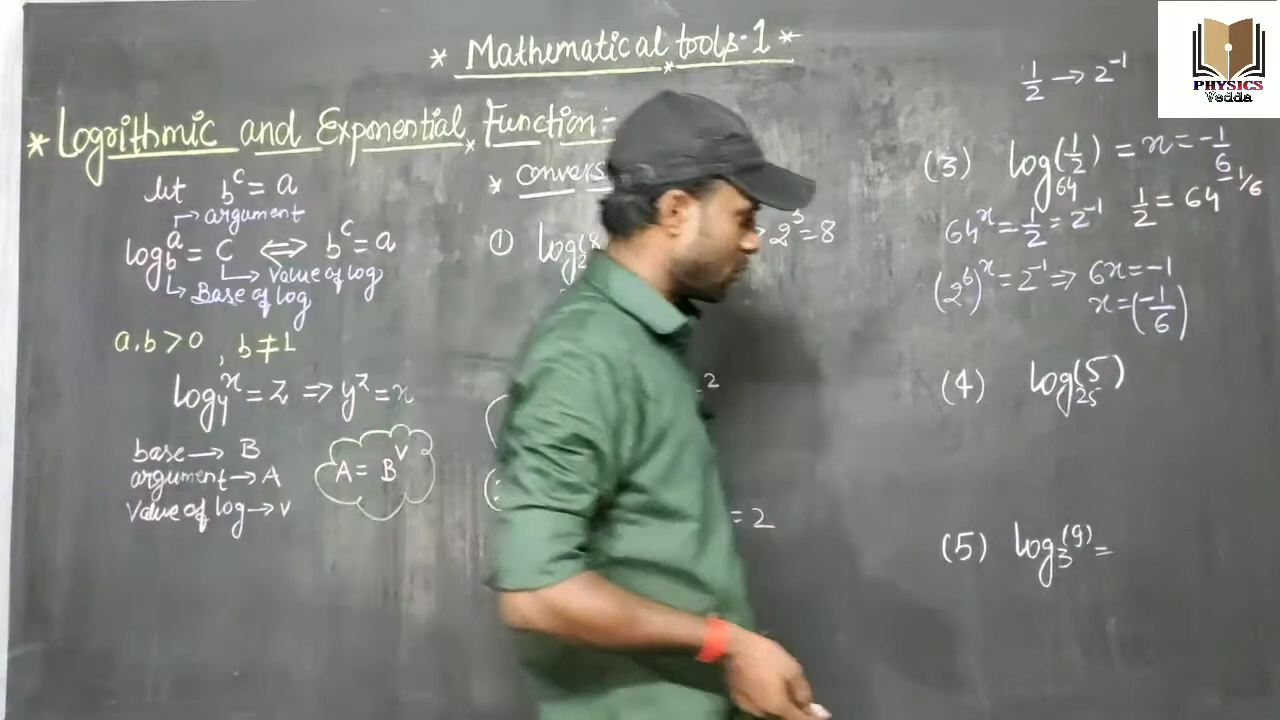 * Mathematical tools-1 *
* Logrithmic and Exponential Function:-
let b^c = a
argument
log_b a = c ⇔ b^c = a
Value of log
Base of log
a,b > 0 , b ≠ 1
log_y x = z ⇒ y^z = x
base → B
argument → A
Value of log → v
A = B^v
* convers
① log_2(8
2^3 = 8
2
= 2
1/2 → 2^-1
(3) log_64(1/2) = x = -1/6
64^x = 1/2 = 2^-1 1/2 = 64^-1/6
(2^6)^x = 2^-1 ⇒ 6x = -1
x = (-1/6)
(4) log_25(5)
(5) log_3(9) =
PHYSICS
Vedda